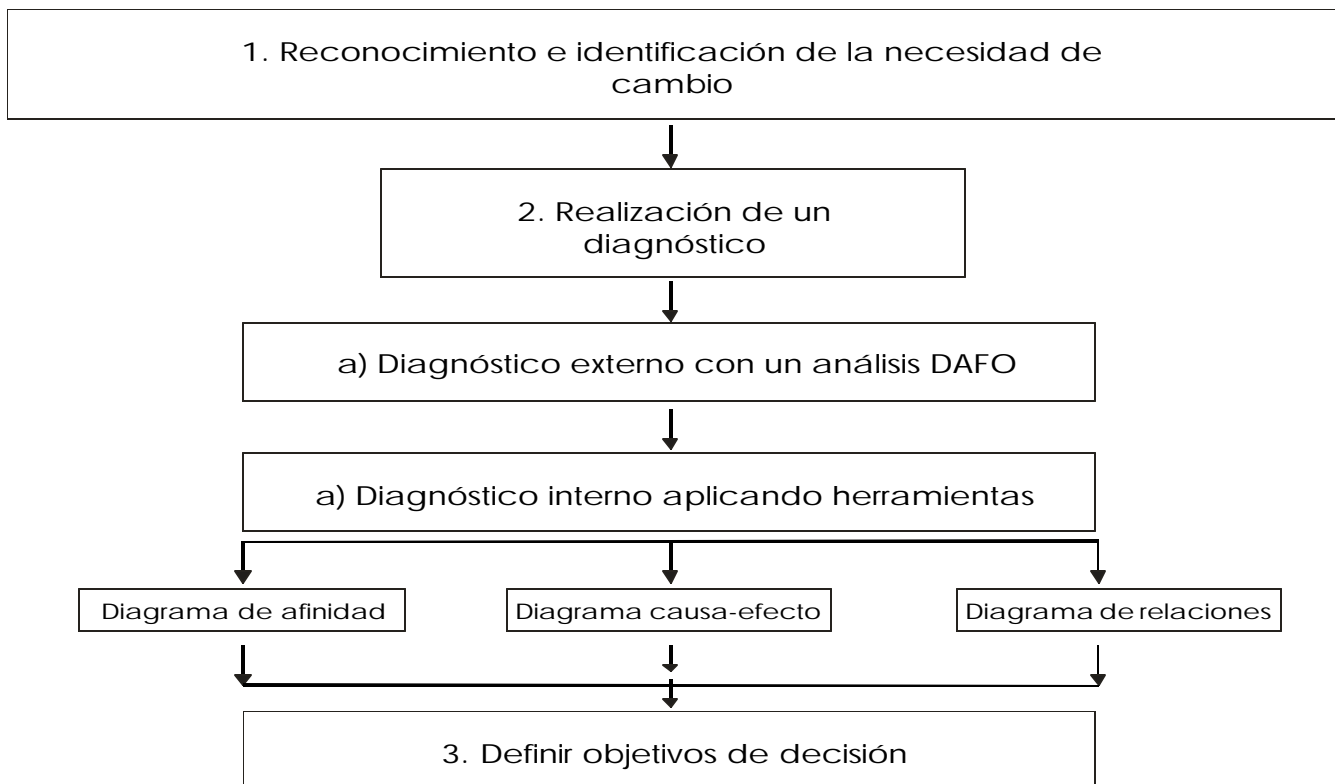 1. Reconocimiento e identificación de la necesidad de
cambio
2. Realización de un
diagnóstico
a) Diagnóstico externo con un análisis DAFO
a) Diagnóstico interno aplicando herramientas
Diagrama de afinidad
Diagrama causa-efecto
Diagrama de relaciones
3. Definir objetivos de decisión